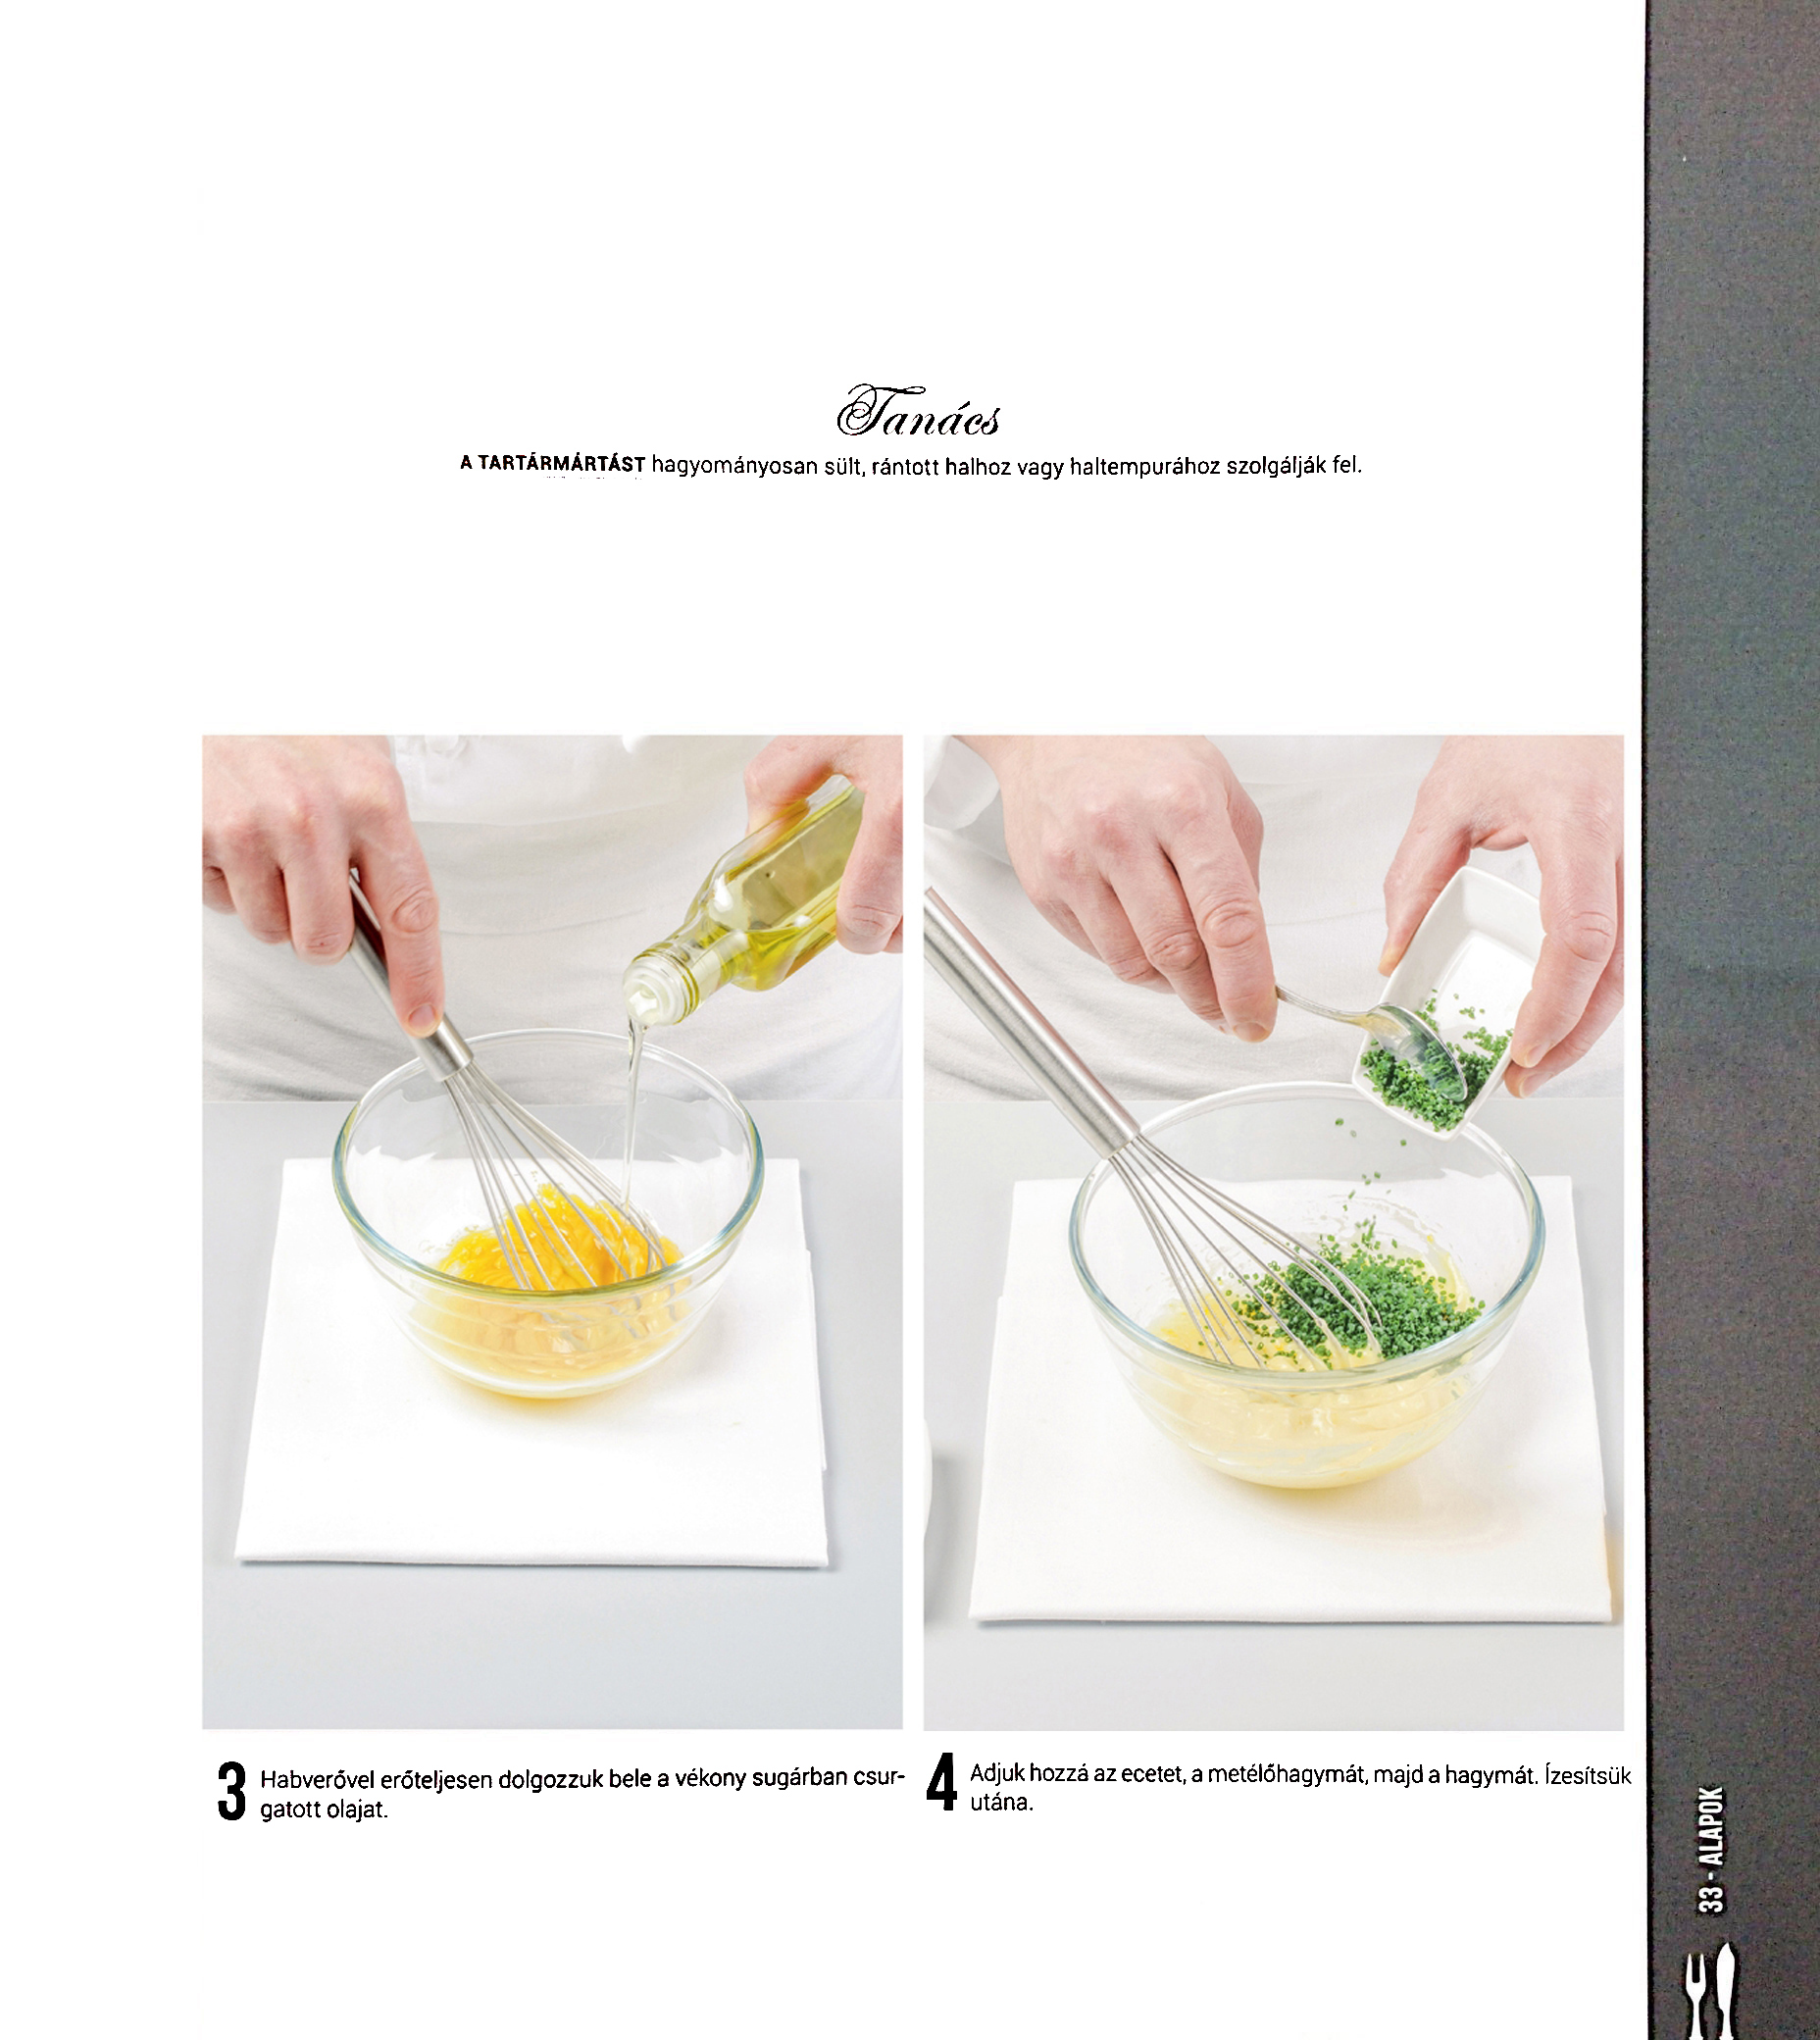 Tanács
A TARTÁRMÁRTÁST hagyományosan sült, rántott halhoz vagy haltempurához szolgálják fel.
3 Habverővel erőteljesen dolgozzuk bele a vékony sugárban csur-
gatott olajat.
4 Adjuk hozzá az ecetet, a metélőhagymát, majd a hagymát. Ízesítsük
utána.
33 - ALAPOK